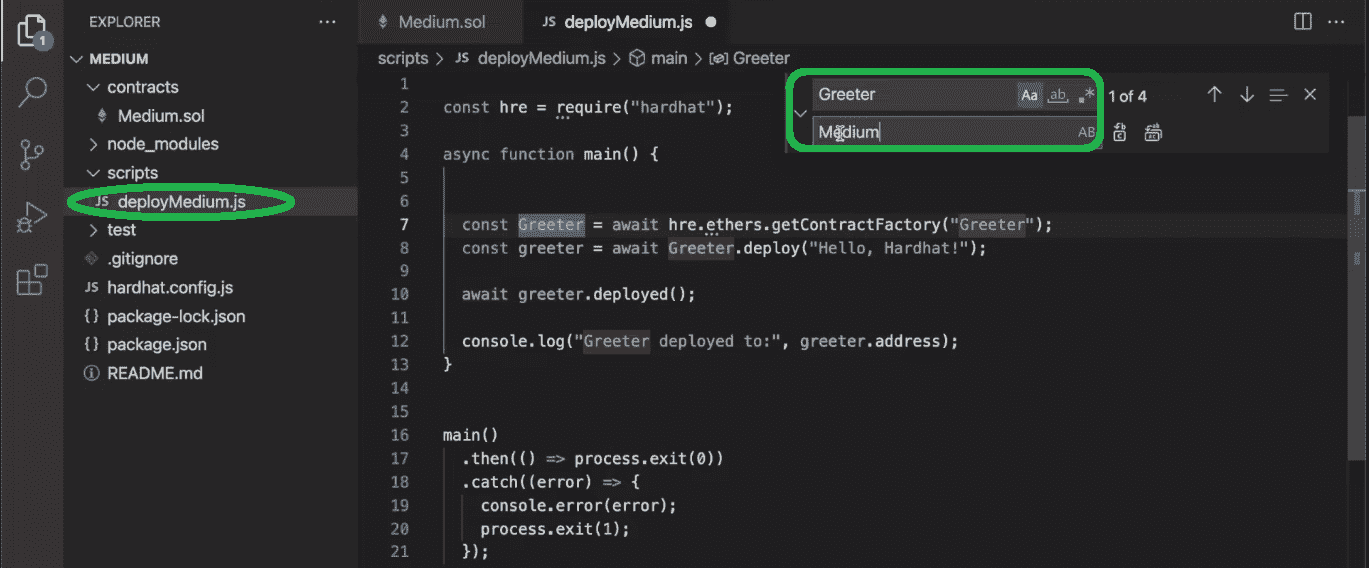 EXPLORER
···
1
MEDIUM
contracts
Medium.sol
node_modules
scripts
JS deployMedium.js
test
.gitignore
JS hardhat.config.js
{} package-lock.json
{} package.json
README.md
Medium.sol
JS deployMedium.js
···
scripts > JS deployMedium.js > main > Greeter
Greeter
Aa ab .*
1 of 4
Medium
AB
1
2 const hre = require("hardhat");
3
4 async function main() {
5
6
7 const Greeter = await hre.ethers.getContractFactory("Greeter");
8 const greeter = await Greeter.deploy("Hello, Hardhat!");
9
10 await greeter.deployed();
11
12 console.log("Greeter deployed to:", greeter.address);
13 }
14
15
16 main()
17 .then(() => process.exit(0))
18 .catch((error) => {
19 console.error(error);
20 process.exit(1);
21 });